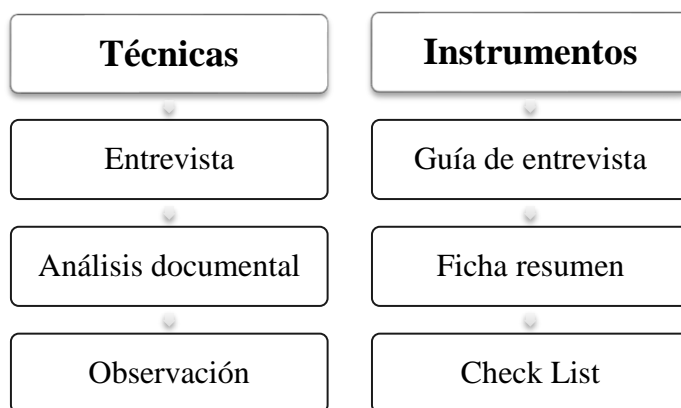 Técnicas
Entrevista
Análisis documental
Observación
Instrumentos
Guía de entrevista
Ficha resumen
Check List